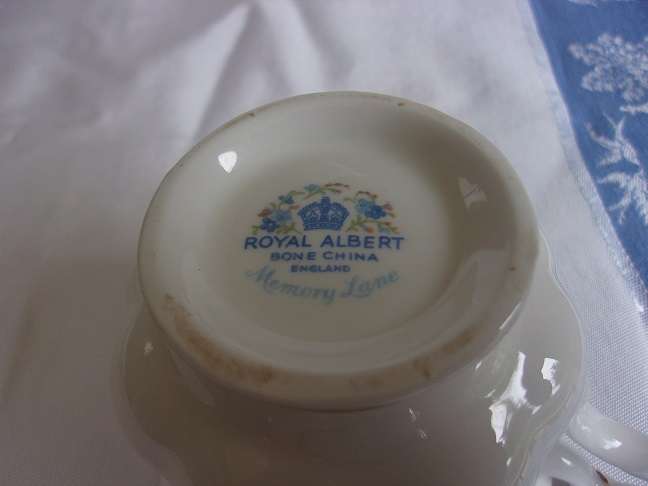 ROYAL ALBERT
BONE CHINA
ENGLAND
Memory Lane